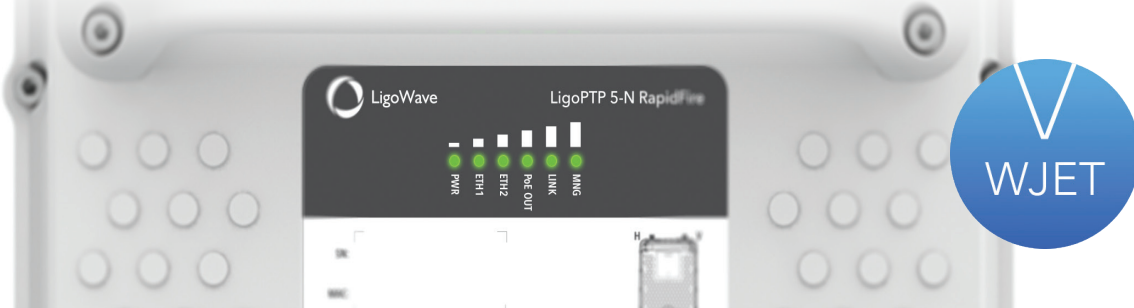 LigoWave
LigoPTP 5-N RapidFire
PWR
ETH1
ETH2
PoE OUT
LINK
MNG
SN:
MAC:
H
V
WJET